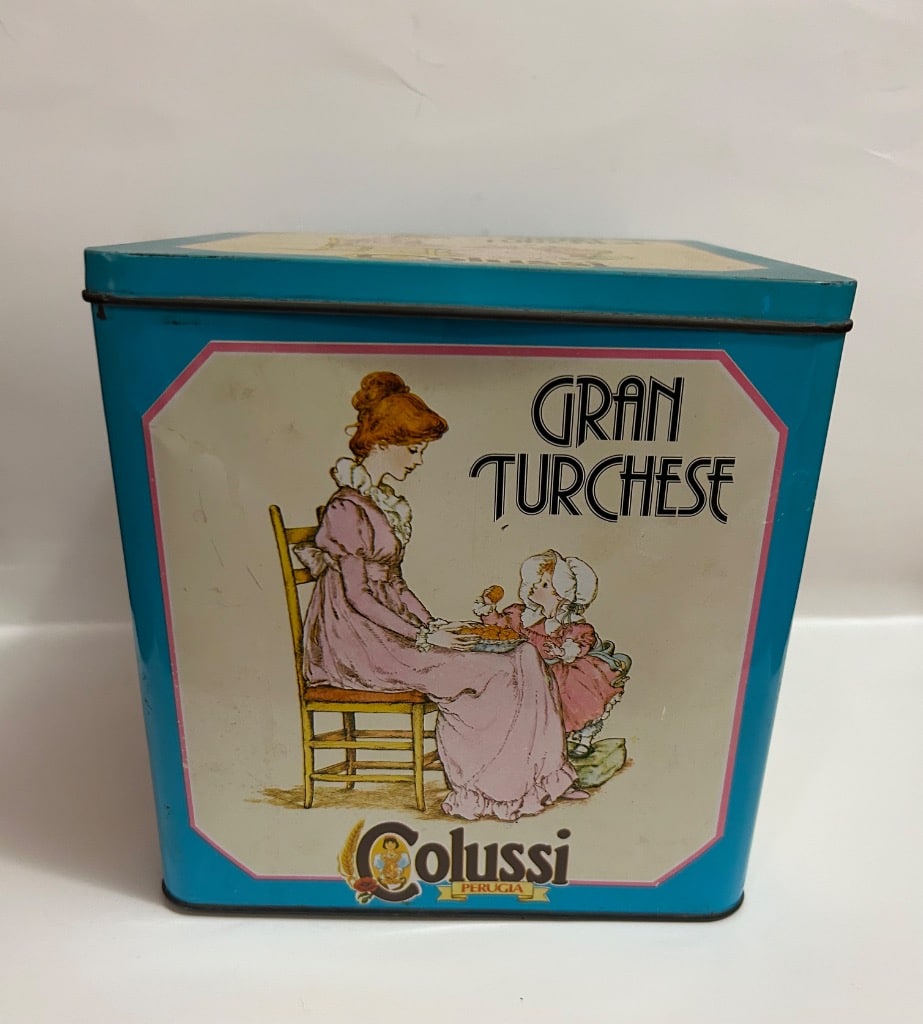 GRAN
TURCHESE
Colussi
PERUGIA